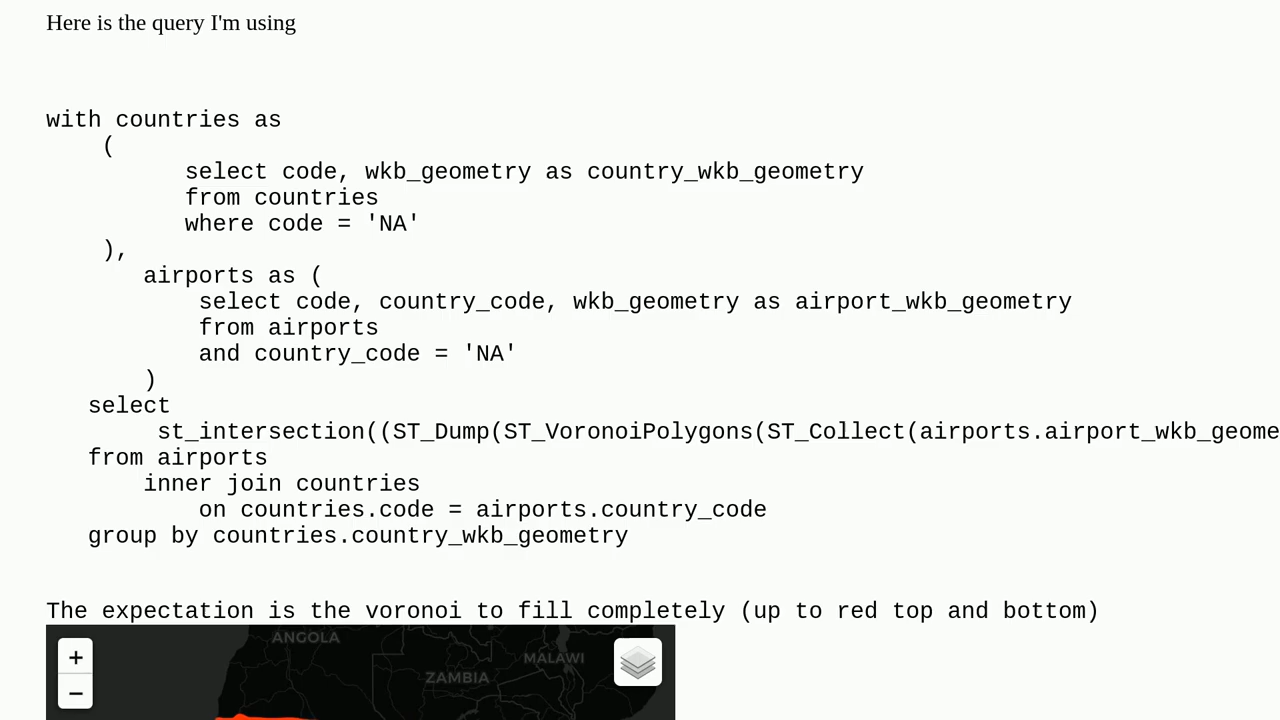 Here is the query I'm using
with countries as
(
select code, wkb_geometry as country_wkb_geometry
from countries
where code = 'NA'
),
airports as (
select code, country_code, wkb_geometry as airport_wkb_geometry
from airports
and country_code = 'NA'
)
select
st_intersection((ST_Dump(ST_VoronoiPolygons(ST_Collect(airports.airport_wkb_geome
from airports
inner join countries
on countries.code = airports.country_code
group by countries.country_wkb_geometry
The expectation is the voronoi to fill completely (up to red top and bottom)
ANGOLA
+
MALAWI
ZAMBIA
−